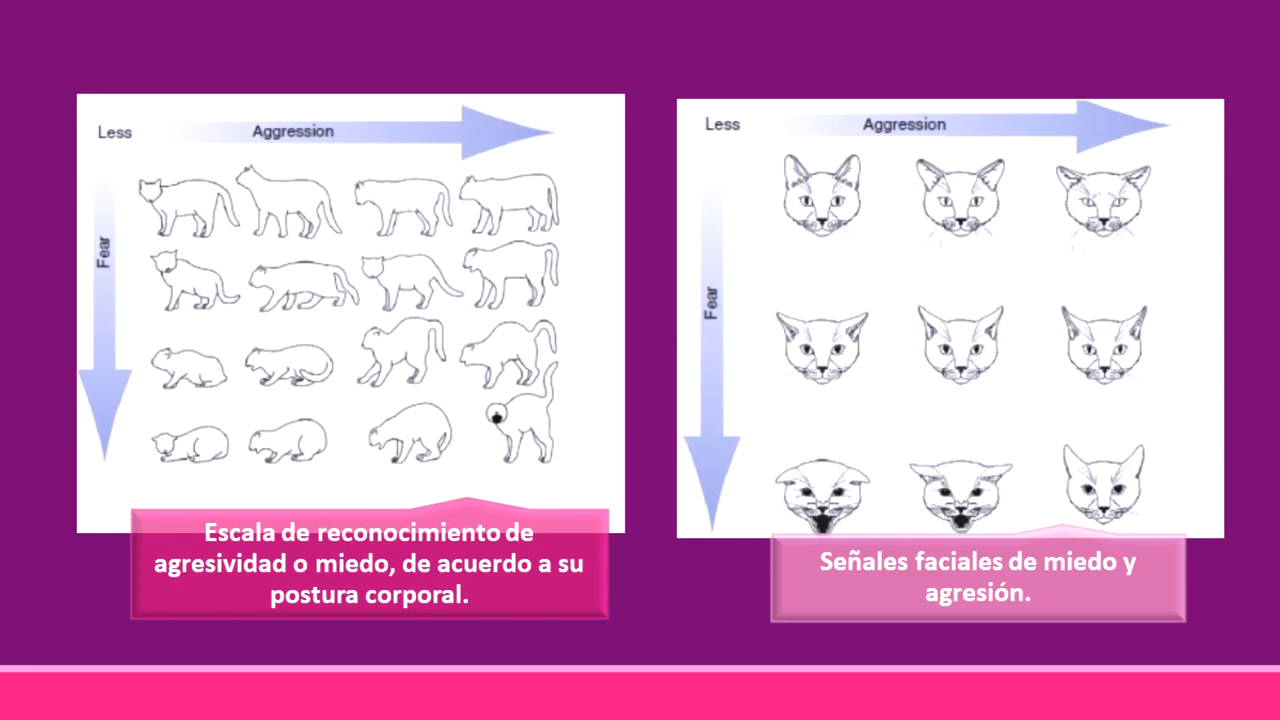 Less
Aggression
Fear
Escala de reconocimiento de
agresividad o miedo, de acuerdo a su
postura corporal.
Less
Aggression
Fear
Señales faciales de miedo y
agresión.